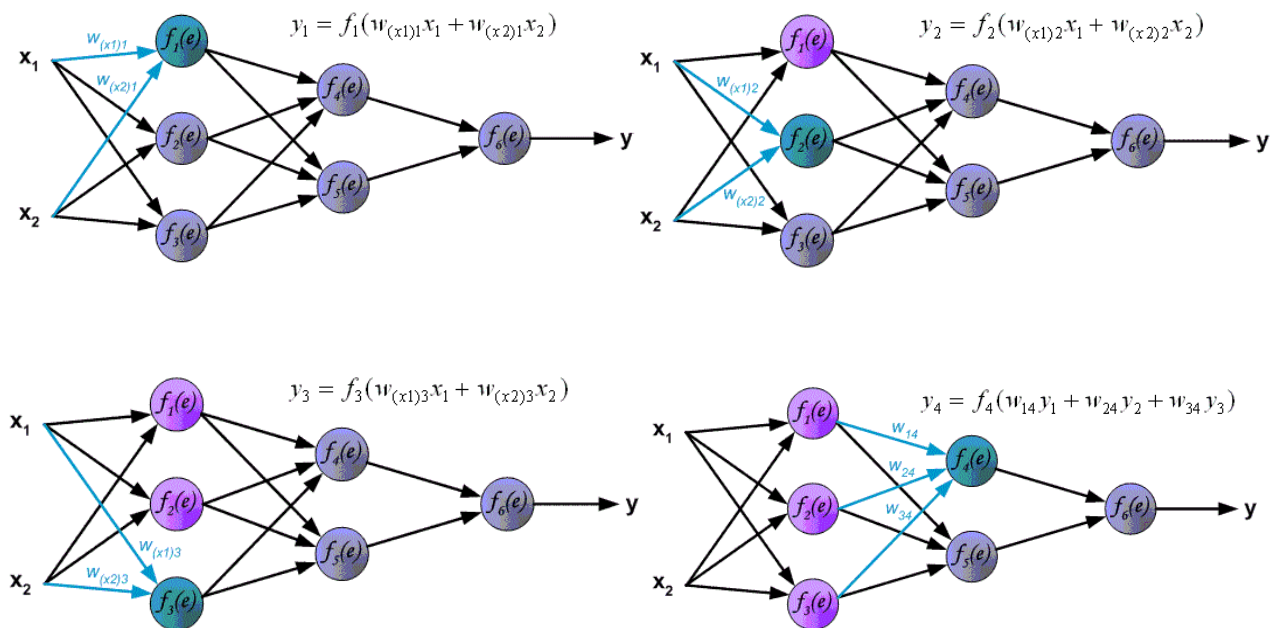 y₁ = f₁(w₍ₓ₁₎₁x₁ + w₍ₓ₂₎₁x₂)
w₍ₓ₁₎₁
f₁(e)
x₁
w₍ₓ₂₎₁
f₄(e)
f₂(e)
f₆(e)
y
f₅(e)
x₂
f₃(e)
y₂ = f₂(w₍ₓ₁₎₂x₁ + w₍ₓ₂₎₂x₂)
f₁(e)
x₁
w₍ₓ₁₎₂
f₄(e)
f₂(e)
f₆(e)
y
w₍ₓ₂₎₂
f₅(e)
x₂
f₃(e)
y₃ = f₃(w₍ₓ₁₎₃x₁ + w₍ₓ₂₎₃x₂)
f₁(e)
x₁
f₄(e)
f₂(e)
f₆(e)
y
w₍ₓ₁₎₃
f₅(e)
x₂
w₍ₓ₂₎₃
f₃(e)
y₄ = f₄(w₁₄y₁ + w₂₄y₂ + w₃₄y₃)
f₁(e)
x₁
w₁₄
f₄(e)
w₂₄
f₂(e)
w₃₄
f₆(e)
y
f₅(e)
x₂
f₃(e)